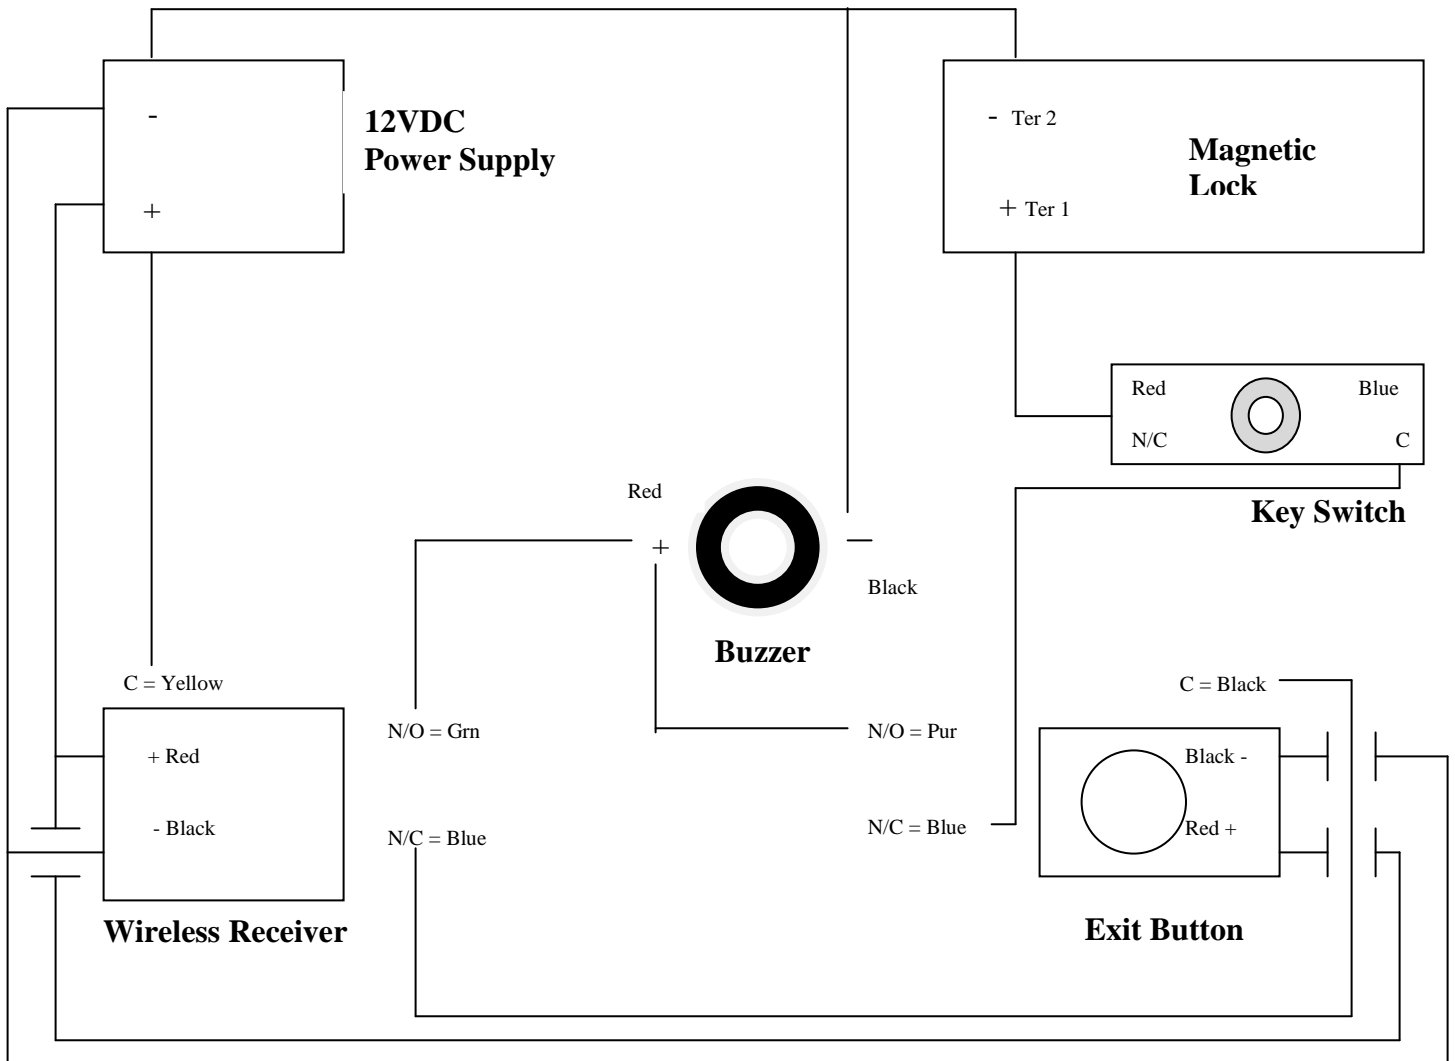 -
12VDC
Power Supply
+
- Ter 2
Magnetic
Lock
+ Ter 1
Red
Blue
N/C
C
Key Switch
Red
+
Black
Buzzer
C = Yellow
C = Black
N/O = Grn
N/O = Pur
+ Red
Black -
- Black
N/C = Blue
N/C = Blue
Red +
Wireless Receiver
Exit Button